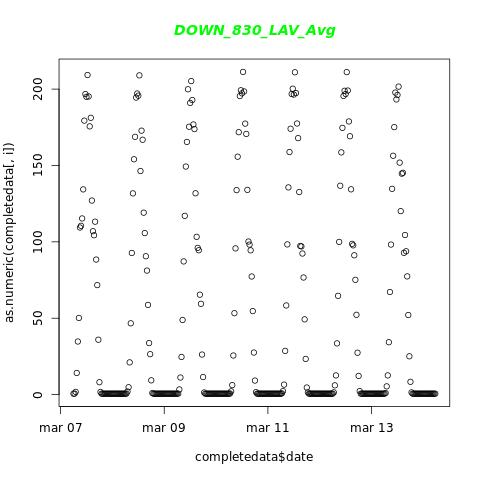 DOWN_830_LAV_Avg
as.numeric(completedata[, i])
200
150
100
50
0
mar 07
mar 09
mar 11
mar 13
completedata$date